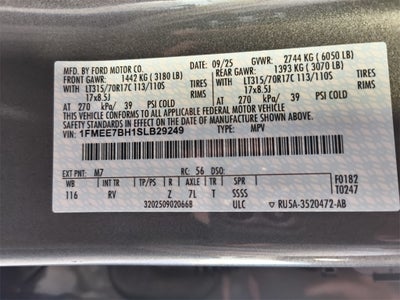 MFD. BY FORD MOTOR CO. 09/25 GVWR: 2744 KG (6050 LB)
FRONT GAWR: 1442 KG (3180 LB) REAR GAWR: 1393 KG (3070 LB)
WITH LT315/70R17C 113/110S WITH LT315/70R17C 113/110S
TIRES TIRES
17x8.5J RIMS 17x8.5J
AT 270 kPa/ 39 PSI COLD AT 270 kPa/ 39 PSI COLD
THIS VEHICLE CONFORMS TO ALL APPLICABLE FEDERAL MOTOR VEHICLE
SAFETY STANDARDS IN EFFECT ON THE DATE OF MANUFACTURE SHOWN ABOVE.
VIN: 1FMEE7BH1SLB29249 TYPE: MPV
EXT PNT: M7 RC: 56 DSO:
WB INT TR TP/PS R AXLE TR SPR F0182
116 RV Z 7L T SSSS T0247
3202509020668 ULC RU5A-3520472-AB